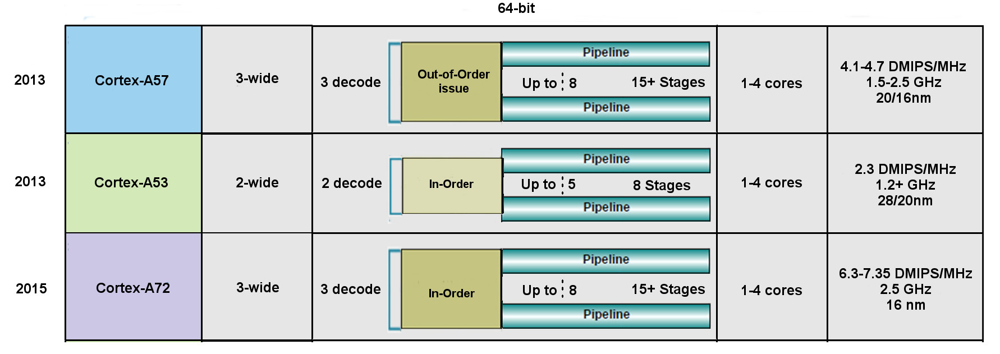 64-bit
2013
Cortex-A57
3-wide
3 decode
Out-of-Order
issue
Pipeline
Up to 8
15+ Stages
Pipeline
1-4 cores
4.1-4.7 DMIPS/MHz
1.5-2.5 GHz
20/16nm
2013
Cortex-A53
2-wide
2 decode
In-Order
Pipeline
Up to 5
8 Stages
Pipeline
1-4 cores
2.3 DMIPS/MHz
1.2+ GHz
28/20nm
2015
Cortex-A72
3-wide
3 decode
In-Order
Pipeline
Up to 8
15+ Stages
Pipeline
1-4 cores
6.3-7.35 DMIPS/MHz
2.5 GHz
16 nm